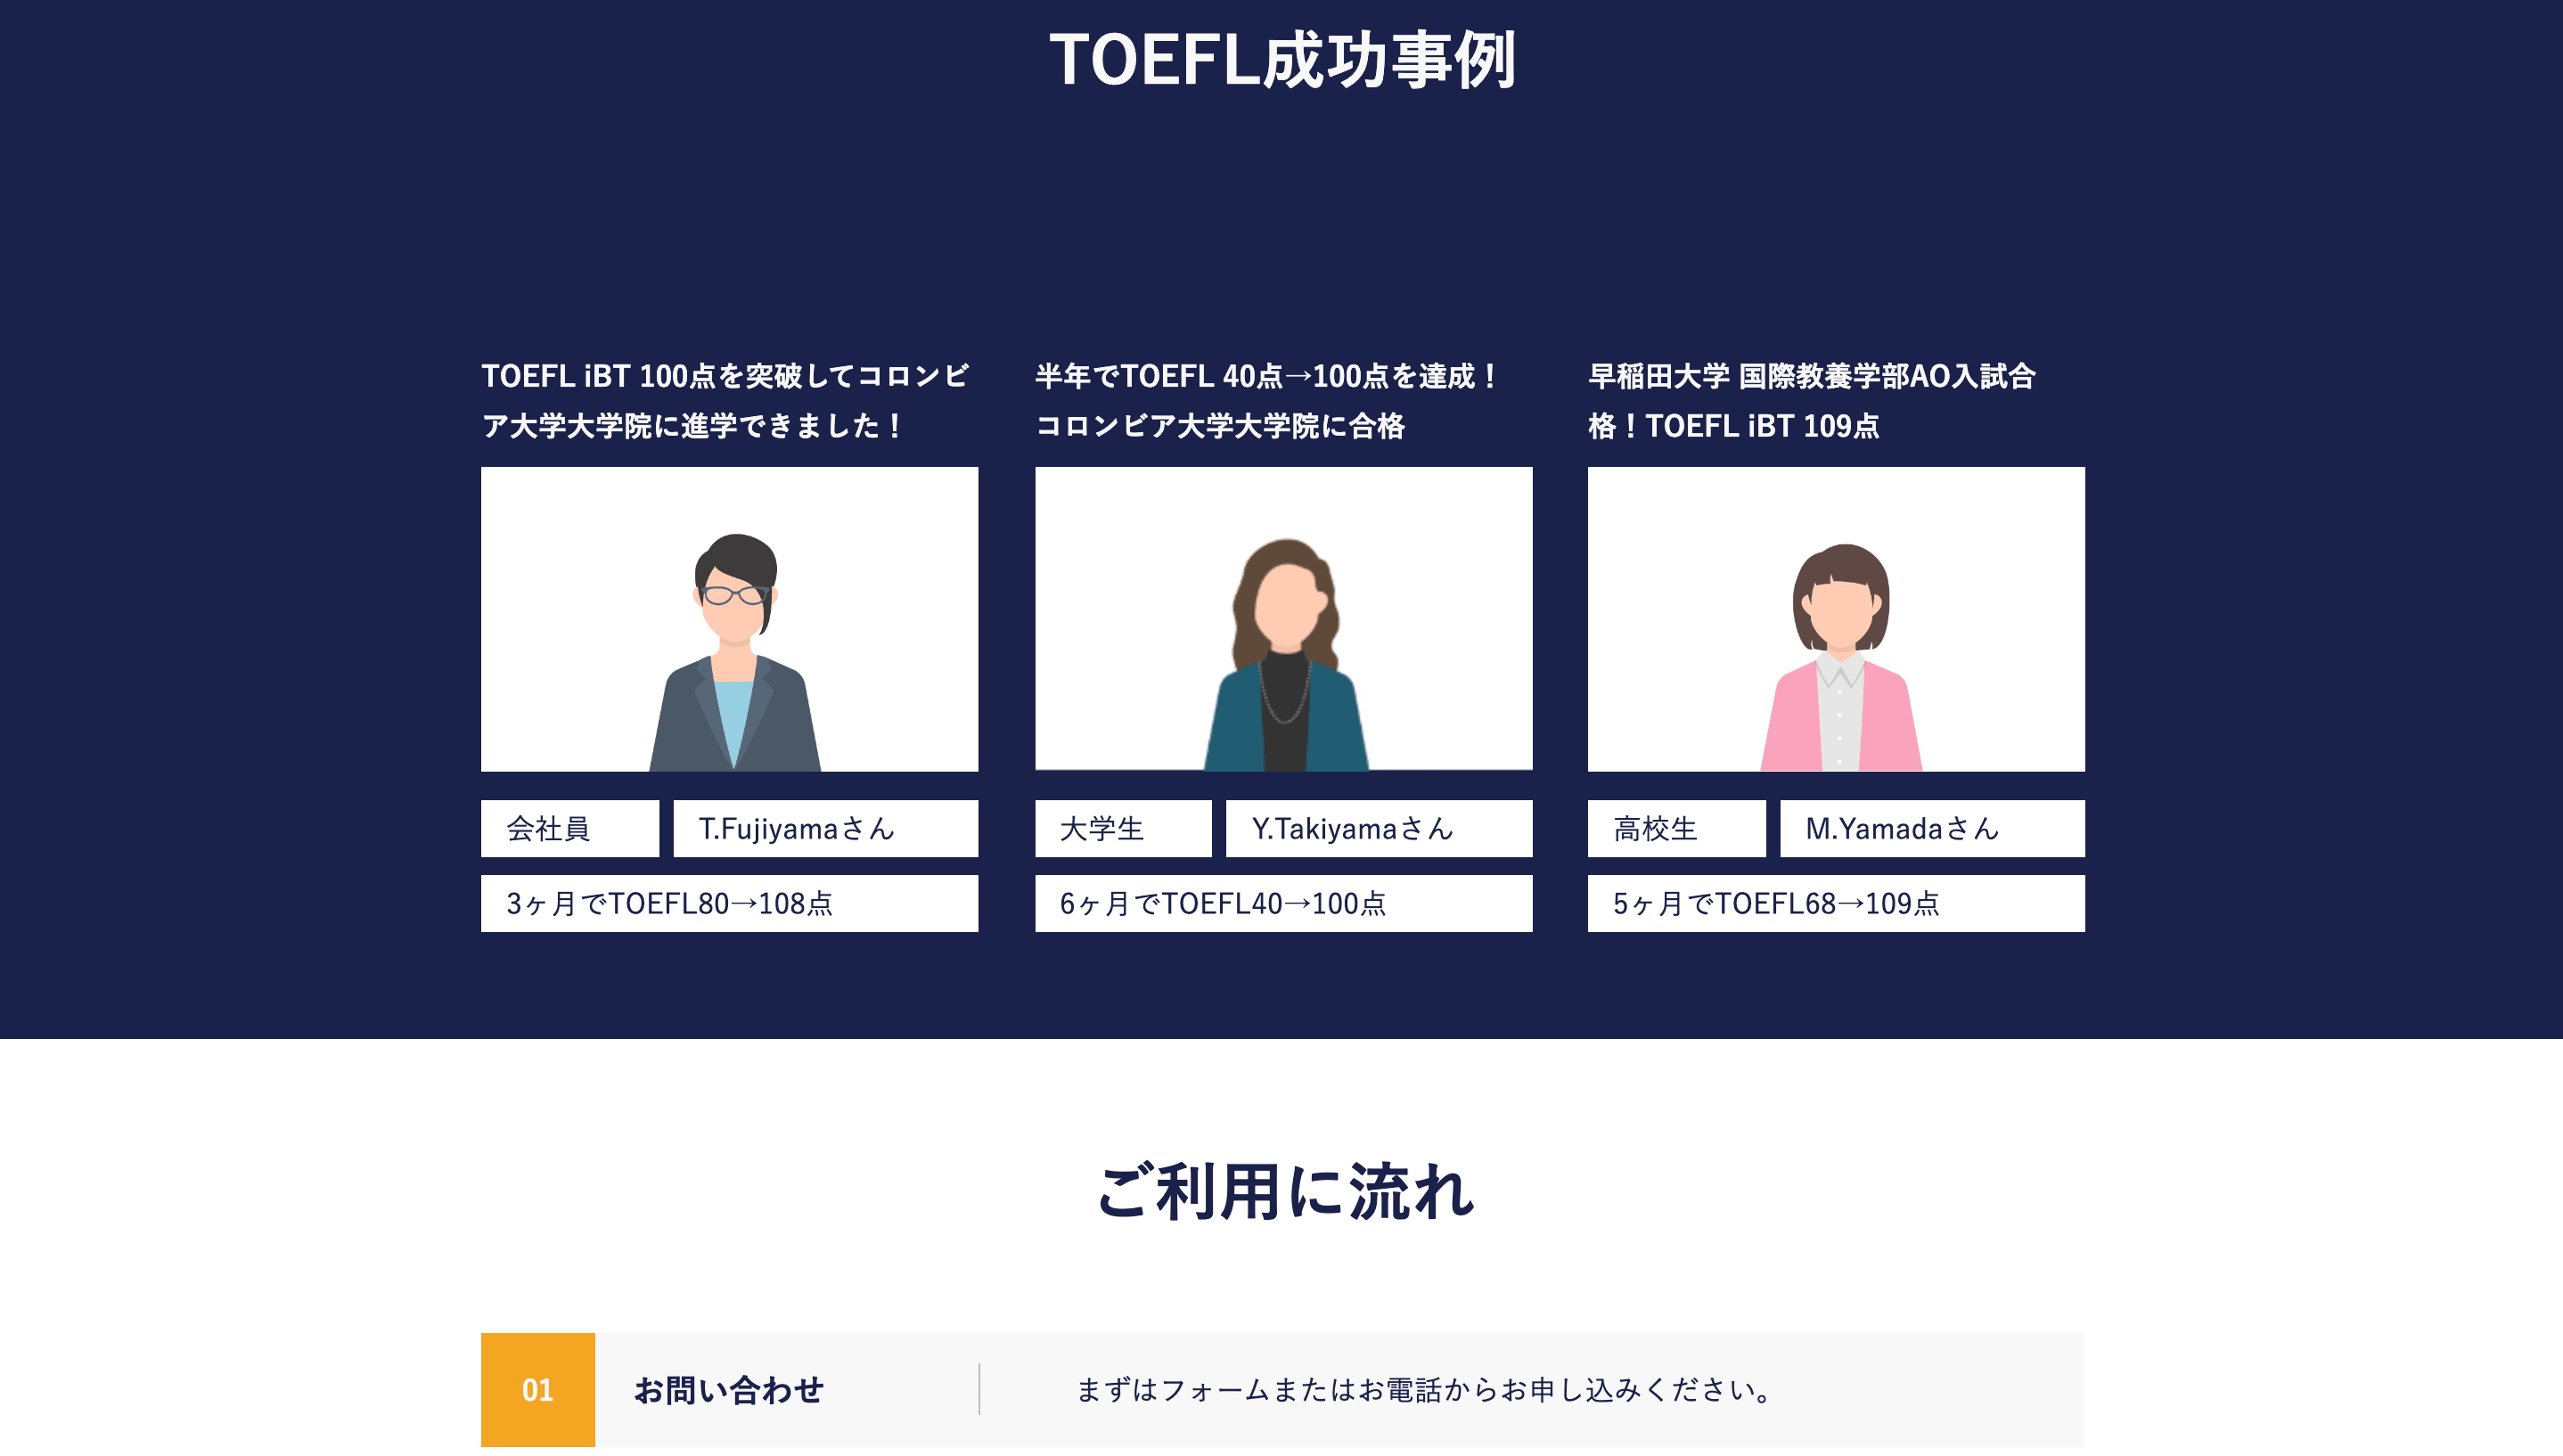 TOEFL成功事例
TOEFL iBT 100点を突破してコロンビ
ア大学大学院に進学できました！
会社員
T.Fujiyamaさん
3ヶ月でTOEFL80→108点
半年でTOEFL 40点→100点を達成！
コロンビア大学大学院に合格
大学生
Y.Takiyamaさん
6ヶ月でTOEFL40→100点
早稲田大学 国際教養学部AO入試合
格！TOEFL iBT 109点
高校生
M.Yamadaさん
5ヶ月でTOEFL68→109点
ご利用に流れ
01
お問い合わせ
まずはフォームまたはお電話からお申し込みください。